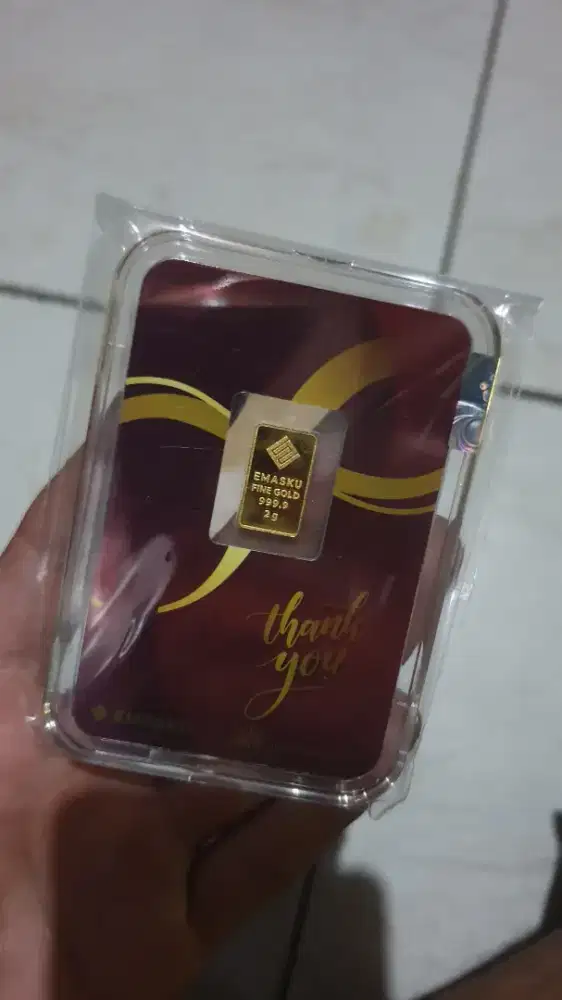 EMASKU
FINE GOLD
999.9
2g
thank
you